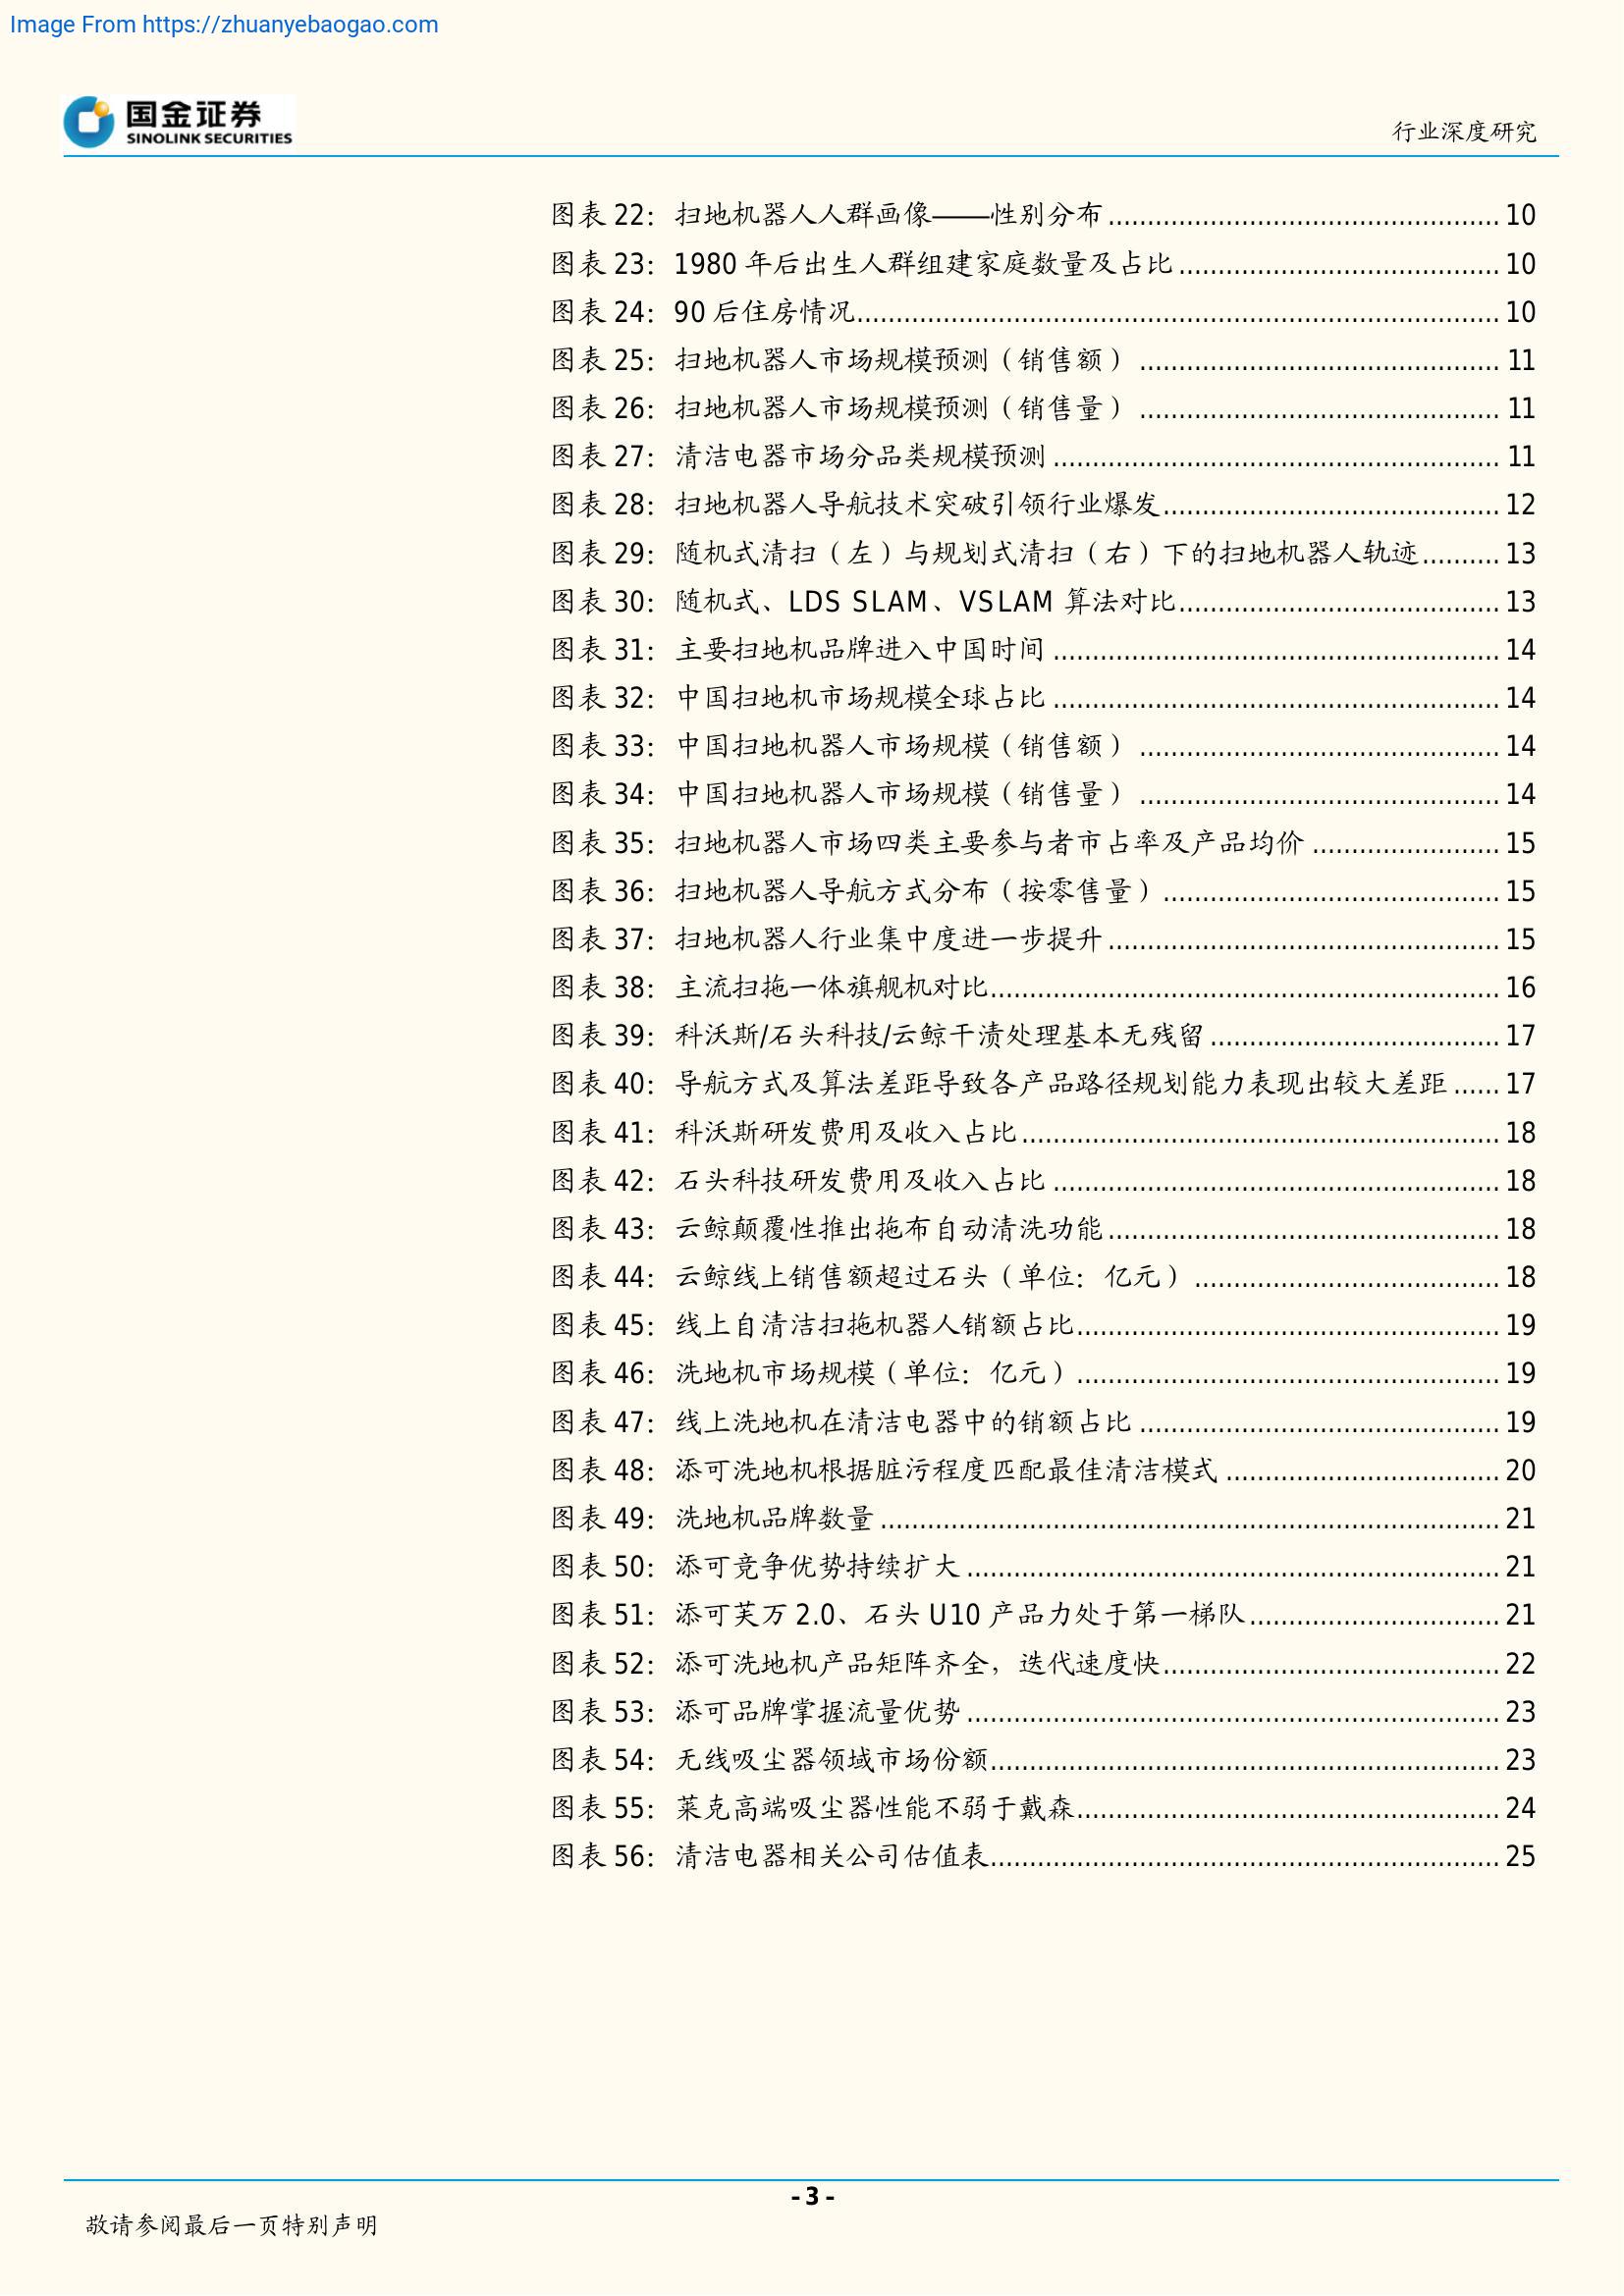 Image From https://zhuanyebaogao.com
国金证券
SINOLINK SECURITIES
行业深度研究
图表 22：扫地机器人人群画像——性别分布 10
图表 23：1980 年后出生人群组建家庭数量及占比 10
图表 24：90 后住房情况 10
图表 25：扫地机器人市场规模预测（销售额） 11
图表 26：扫地机器人市场规模预测（销售量） 11
图表 27：清洁电器市场分品类规模预测 11
图表 28：扫地机器人导航技术突破引领行业爆发 12
图表 29：随机式清扫（左）与规划式清扫（右）下的扫地机器人轨迹 13
图表 30：随机式、LDS SLAM、VSLAM 算法对比 13
图表 31：主要扫地机品牌进入中国时间 14
图表 32：中国扫地机市场规模全球占比 14
图表 33：中国扫地机器人市场规模（销售额） 14
图表 34：中国扫地机器人市场规模（销售量） 14
图表 35：扫地机器人市场四类主要参与者市占率及产品均价 15
图表 36：扫地机器人导航方式分布（按零售量） 15
图表 37：扫地机器人行业集中度进一步提升 15
图表 38：主流扫拖一体旗舰机对比 16
图表 39：科沃斯/石头科技/云鲸干渍处理基本无残留 17
图表 40：导航方式及算法差距导致各产品路径规划能力表现出较大差距 17
图表 41：科沃斯研发费用及收入占比 18
图表 42：石头科技研发费用及收入占比 18
图表 43：云鲸颠覆性推出拖布自动清洗功能 18
图表 44：云鲸线上销售额超过石头（单位：亿元） 18
图表 45：线上自清洁扫拖机器人销额占比 19
图表 46：洗地机市场规模（单位：亿元） 19
图表 47：线上洗地机在清洁电器中的销额占比 19
图表 48：添可洗地机根据脏污程度匹配最佳清洁模式 20
图表 49：洗地机品牌数量 21
图表 50：添可竞争优势持续扩大 21
图表 51：添可芙万 2.0、石头 U10 产品力处于第一梯队 21
图表 52：添可洗地机产品矩阵齐全，迭代速度快 22
图表 53：添可品牌掌握流量优势 23
图表 54：无线吸尘器领域市场份额 23
图表 55：莱克高端吸尘器性能不弱于戴森 24
图表 56：清洁电器相关公司估值表 25
- 3 -
敬请参阅最后一页特别声明